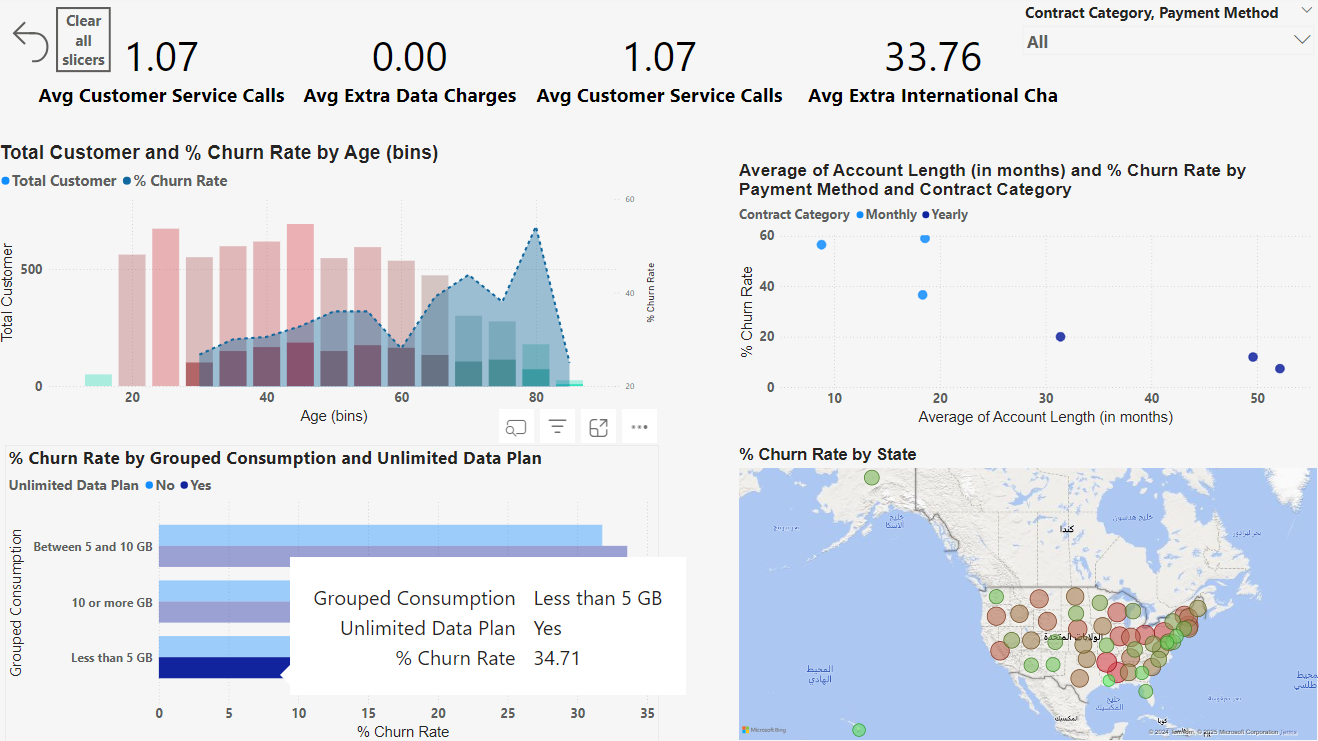 Clear
all
slicers
1.07
Avg Customer Service Calls
0.00
Avg Extra Data Charges
1.07
Avg Customer Service Calls
33.76
Avg Extra International Cha
Contract Category, Payment Method
All
Total Customer and % Churn Rate by Age (bins)
Total Customer % Churn Rate
Total Customer
500
0
60
40
20
% Churn Rate
20 40 60 80
Age (bins)
Average of Account Length (in months) and % Churn Rate by
Payment Method and Contract Category
Contract Category Monthly Yearly
% Churn Rate
60
40
20
0
10 20 30 40 50
Average of Account Length (in months)
% Churn Rate by Grouped Consumption and Unlimited Data Plan
Unlimited Data Plan No Yes
Grouped Consumption
Between 5 and 10 GB
10 or more GB
Less than 5 GB
Grouped Consumption Less than 5 GB
Unlimited Data Plan Yes
% Churn Rate 34.71
0 5 10 15 20 25 30 35
% Churn Rate
% Churn Rate by State
خليج
ألاسكا
كندا
خليج هدسون
بحر لبرادور
الولايات المتحدة
المحيط
الهادي
خليج
المكسيك
المكسيك
كوبا
المحيط
Microsoft Bing
© 2024 TomTom, © 2025 Microsoft Corporation Terms